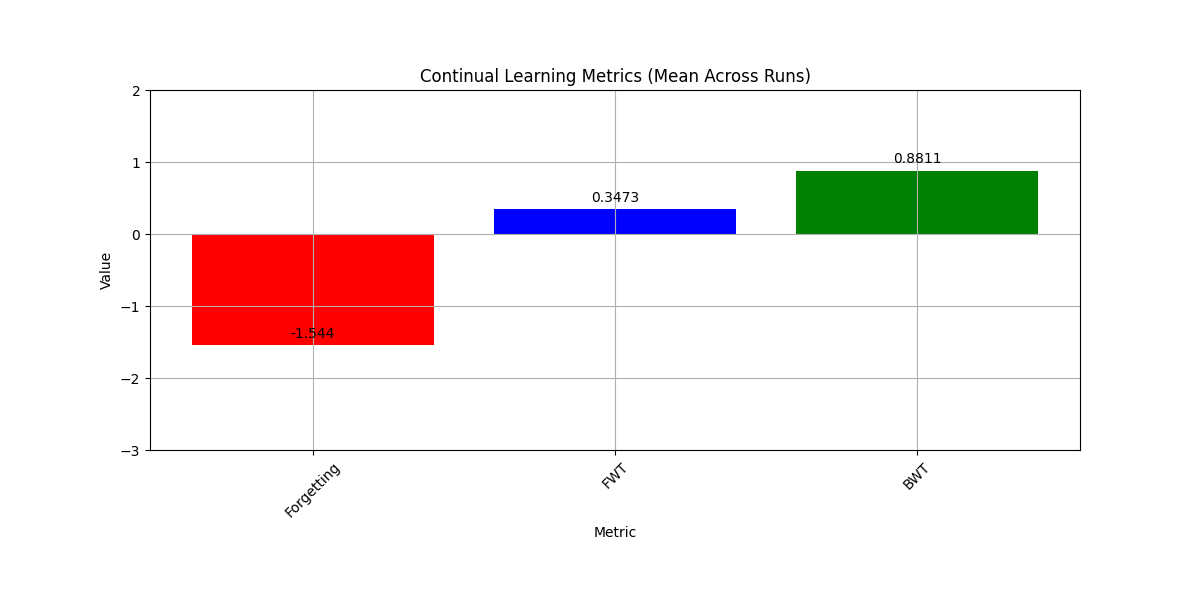 Continual Learning Metrics (Mean Across Runs)
2
1
0
−1
−2
−3
Value
-1.544
0.3473
0.8811
Forgetting
FWT
BWT
Metric